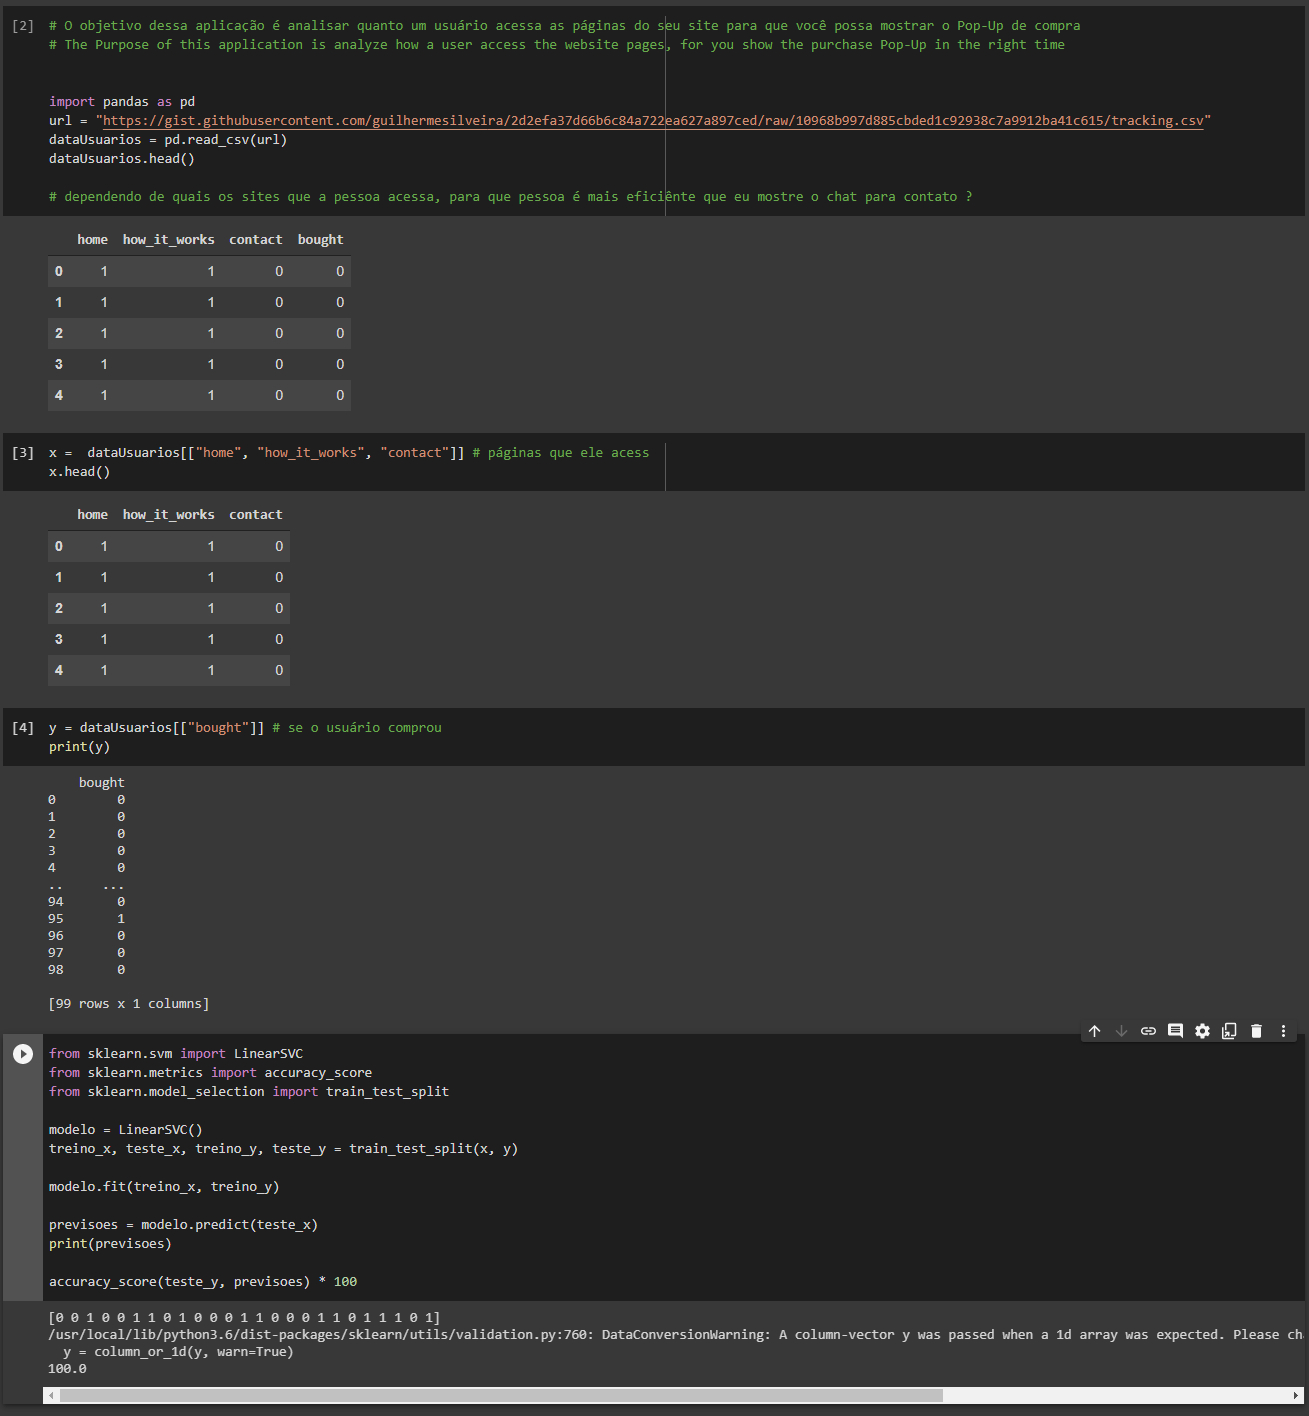 [2] # O objetivo dessa aplicação é analisar quanto um usuário acessa as páginas do seu site para que você possa mostrar o Pop-Up de compra
# The Purpose of this application is analyze how a user access the website pages, for you show the purchase Pop-Up in the right time
import pandas as pd
url = "https://gist.githubusercontent.com/guilhermesilveira/2d2efa37d66b6c84a722ea627a897ced/raw/10968b997d885cbded1c92938c7a9912ba41c615/tracking.csv"
dataUsuarios = pd.read_csv(url)
dataUsuarios.head()
# dependendo de quais os sites que a pessoa acessa, para que pessoa é mais eficiênte que eu mostre o chat para contato ?
home how_it_works contact bought
0 1 1 0 0
1 1 1 0 0
2 1 1 0 0
3 1 1 0 0
4 1 1 0 0
[3] x =  dataUsuarios[["home", "how_it_works", "contact"]] # páginas que ele acess
x.head()
home how_it_works contact
0 1 1 0
1 1 1 0
2 1 1 0
3 1 1 0
4 1 1 0
[4] y = dataUsuarios[["bought"]] # se o usuário comprou
print(y)
bought
0 0
1 0
2 0
3 0
4 0
.. ...
94 0
95 1
96 0
97 0
98 0
[99 rows x 1 columns]
from sklearn.svm import LinearSVC
from sklearn.metrics import accuracy_score
from sklearn.model_selection import train_test_split
modelo = LinearSVC()
treino_x, teste_x, treino_y, teste_y = train_test_split(x, y)
modelo.fit(treino_x, treino_y)
previsoes = modelo.predict(teste_x)
print(previsoes)
accuracy_score(teste_y, previsoes) * 100
[0 0 1 0 0 1 1 0 1 0 0 0 1 1 0 0 0 1 1 0 1 1 1 0 1]
/usr/local/lib/python3.6/dist-packages/sklearn/utils/validation.py:760: DataConversionWarning: A column-vector y was passed when a 1d array was expected. Please
y = column_or_1d(y, warn=True)
100.0